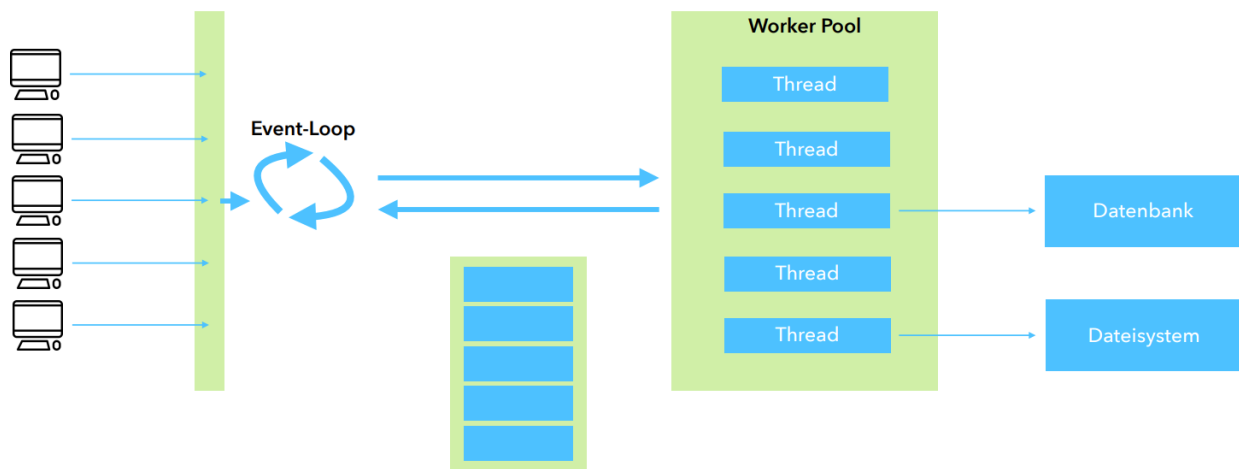 Worker Pool
Thread
Event-Loop
Thread
Thread
Datenbank
Thread
Thread
Dateisystem